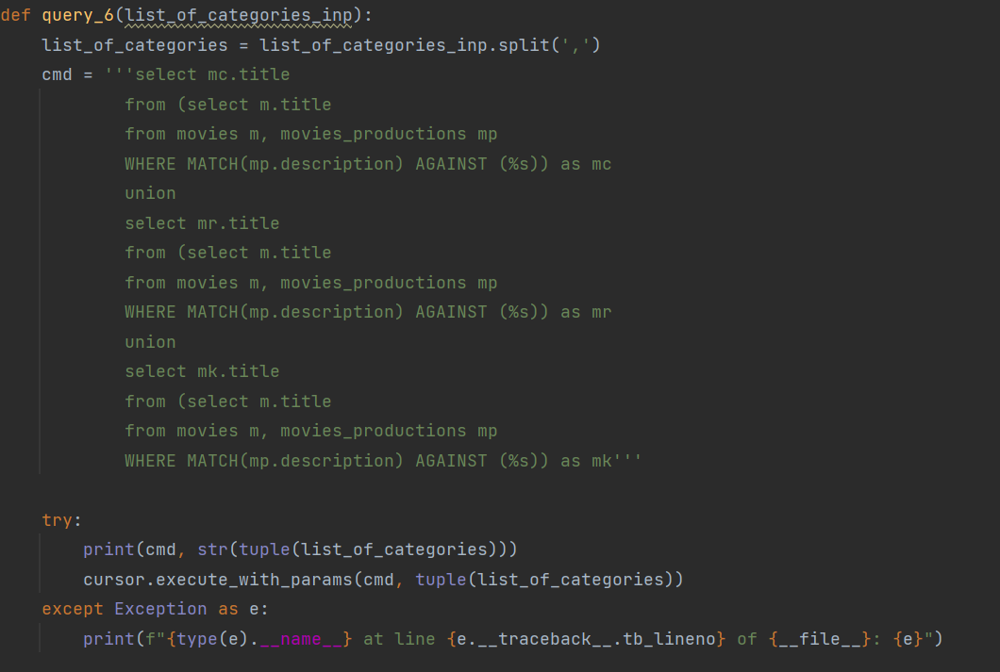 def query_6(list_of_categories_inp):
    list_of_categories = list_of_categories_inp.split(',')
    cmd = '''select mc.title
            from (select m.title
            from movies m, movies_productions mp
            WHERE MATCH(mp.description) AGAINST (%s)) as mc
            union
            select mr.title
            from (select m.title
            from movies m, movies_productions mp
            WHERE MATCH(mp.description) AGAINST (%s)) as mr
            union
            select mk.title
            from (select m.title
            from movies m, movies_productions mp
            WHERE MATCH(mp.description) AGAINST (%s)) as mk'''
    try:
        print(cmd, str(tuple(list_of_categories)))
        cursor.execute_with_params(cmd, tuple(list_of_categories))
    except Exception as e:
        print(f"{type(e).__name__} at line {e.__traceback__.tb_lineno} of {__file__}: {e}")